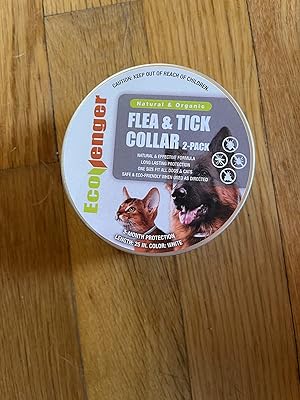 CAUTION: KEEP OUT OF REACH OF CHILDREN.
EcoVenger
Natural & Organic
FLEA & TICK
COLLAR 2-PACK
NATURAL & EFFECTIVE FORMULA
LONG LASTING PROTECTION
ONE SIZE FIT ALL DOGS & CATS
SAFE & ECO-FRIENDLY WHEN USED AS DIRECTED
-MONTH PROTECTION
LENGTH: 25 IN. COLOR: WHITE